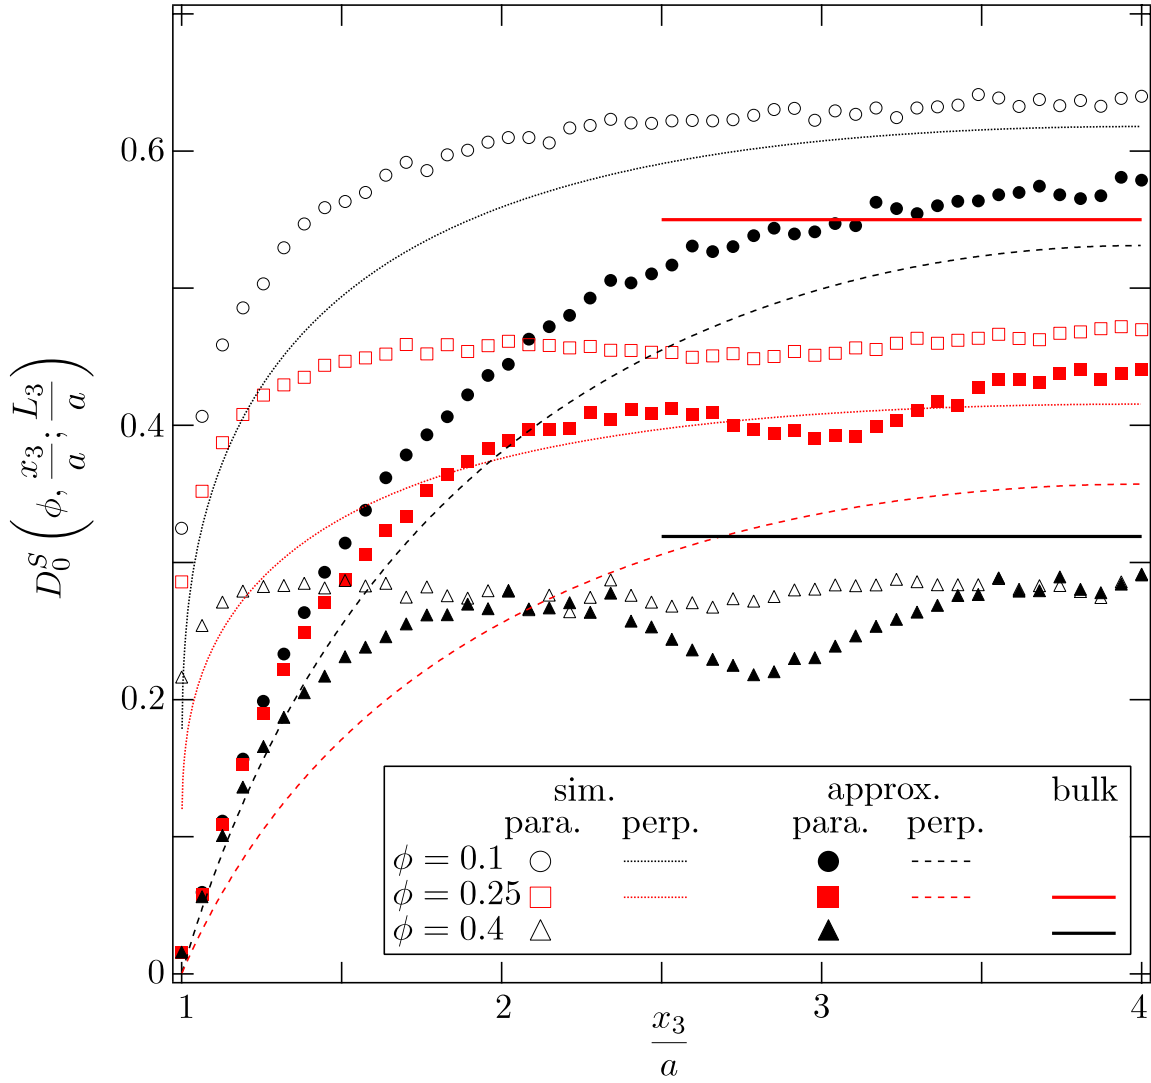 0.6
0.4
0.2
0
D_0^S ( ϕ, x_3/a ; L_3/a )
sim. approx. bulk
para. perp. para. perp.
ϕ = 0.1
ϕ = 0.25
ϕ = 0.4
1 2 3 4
x_3/a